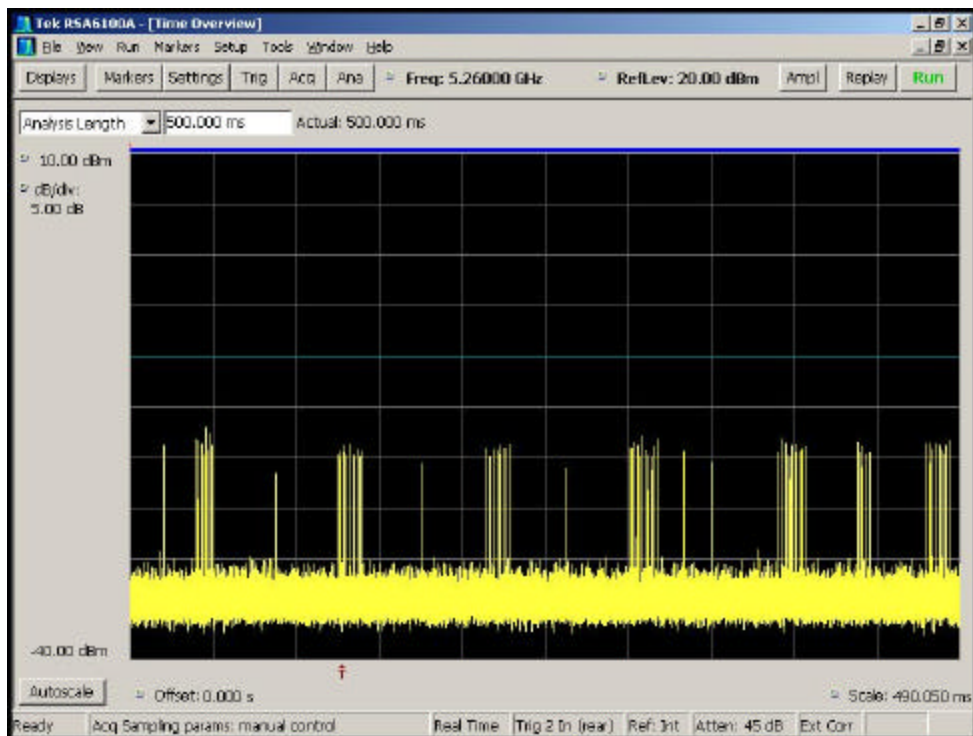 Tek RSA6100A - [Time Overview]
File View Run Markers Setup Tools Window Help
Displays Markers Settings Trig Acq Ana Freq: 5.26000 GHz RefLev: 20.00 dBm Ampl Replay Run
Analysis Length 500.000 ms Actual: 500.000 ms
10.00 dBm
dB/div:
5.00 dB
-40.00 dBm
Autoscale Offset: 0.000 s Scale: 490.050 ms
Ready Acq Sampling params: manual control Real Time Trig 2 In (rear) Ref: Int Atten: 45 dB Ext Corr